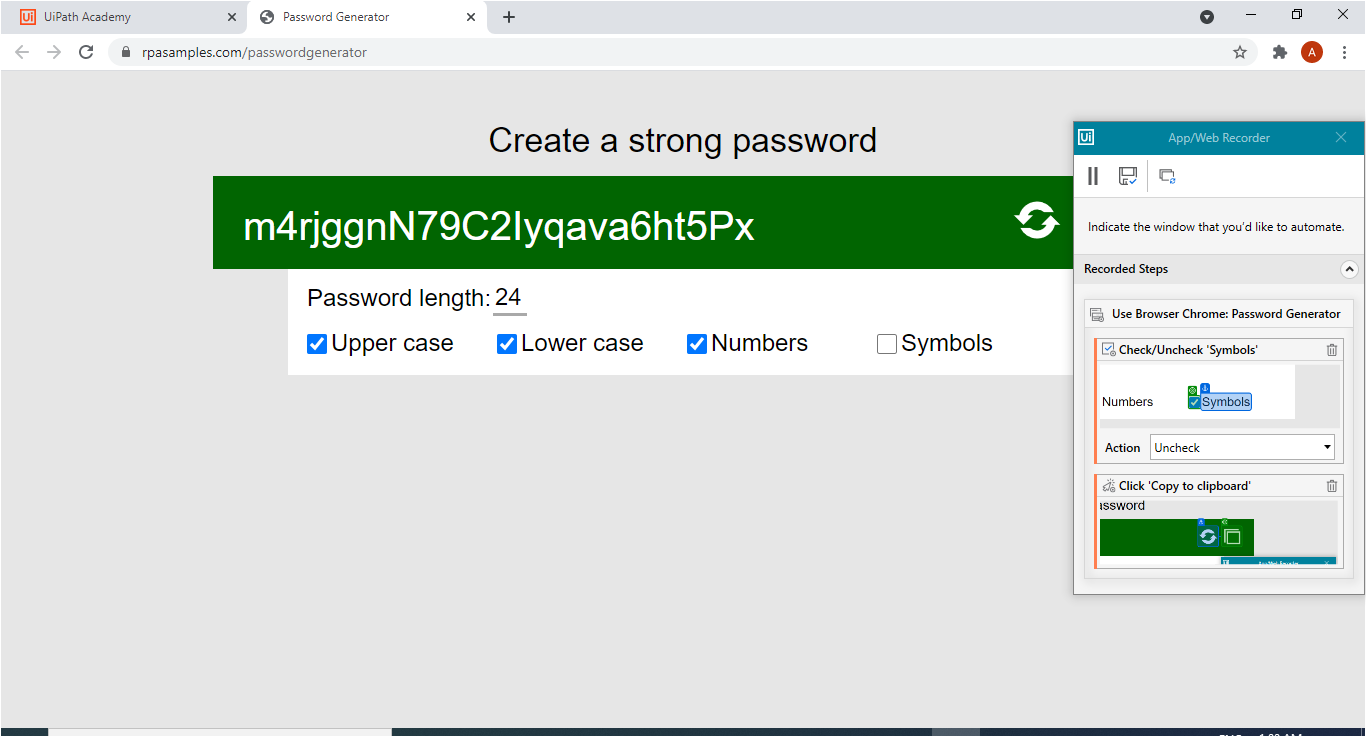 Ui UiPath Academy
Password Generator
rpasamples.com/passwordgenerator
A
Create a strong password
m4rjggnN79C2Iyqava6ht5Px
Password length: 24
Upper case Lower case Numbers Symbols
Ui App/Web Recorder
Indicate the window that you'd like to automate.
Recorded Steps
Use Browser Chrome: Password Generator
Check/Uncheck 'Symbols'
Numbers Symbols
Action Uncheck
Click 'Copy to clipboard'
assword